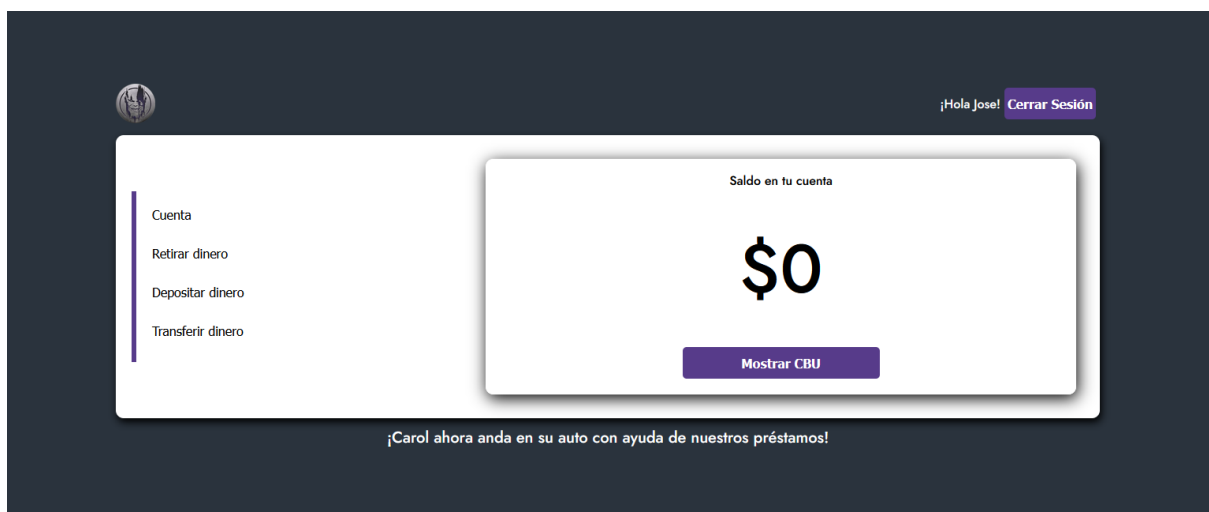 ¡Hola Jose! Cerrar Sesión
Cuenta
Retirar dinero
Depositar dinero
Transferir dinero
Saldo en tu cuenta
$0
Mostrar CBU
¡Carol ahora anda en su auto con ayuda de nuestros préstamos!